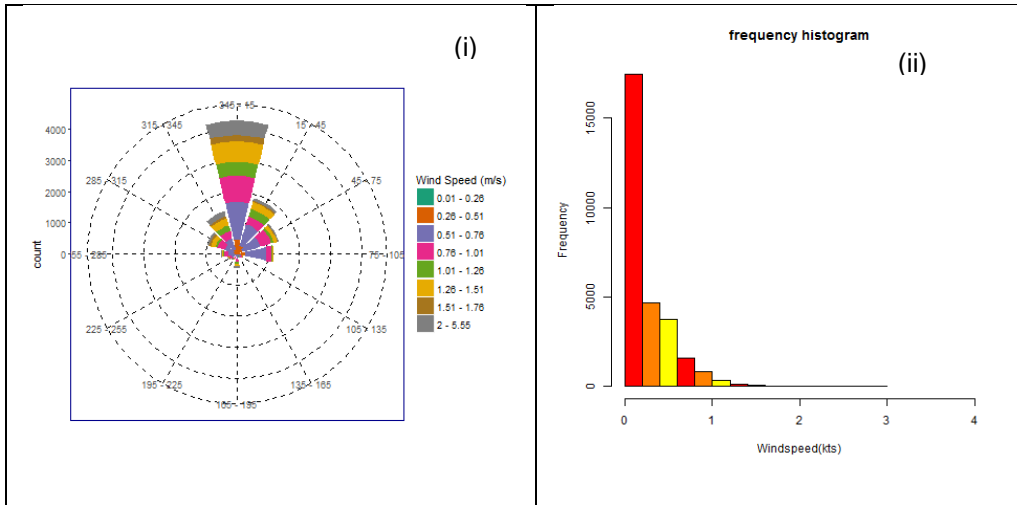 (i)
345 - 15
315 - 345
15 - 45
285 - 315
45 - 75
255 - 285
75 - 105
225 - 255
105 - 135
195 - 225
135 - 165
165 - 195
4000
3000
2000
1000
0
count
Wind Speed (m/s)
0.01 - 0.26
0.26 - 0.51
0.51 - 0.76
0.76 - 1.01
1.01 - 1.26
1.26 - 1.51
1.51 - 1.76
2 - 5.55
frequency histogram
(ii)
Frequency
15000
10000
5000
0
0 1 2 3 4
Windspeed(kts)